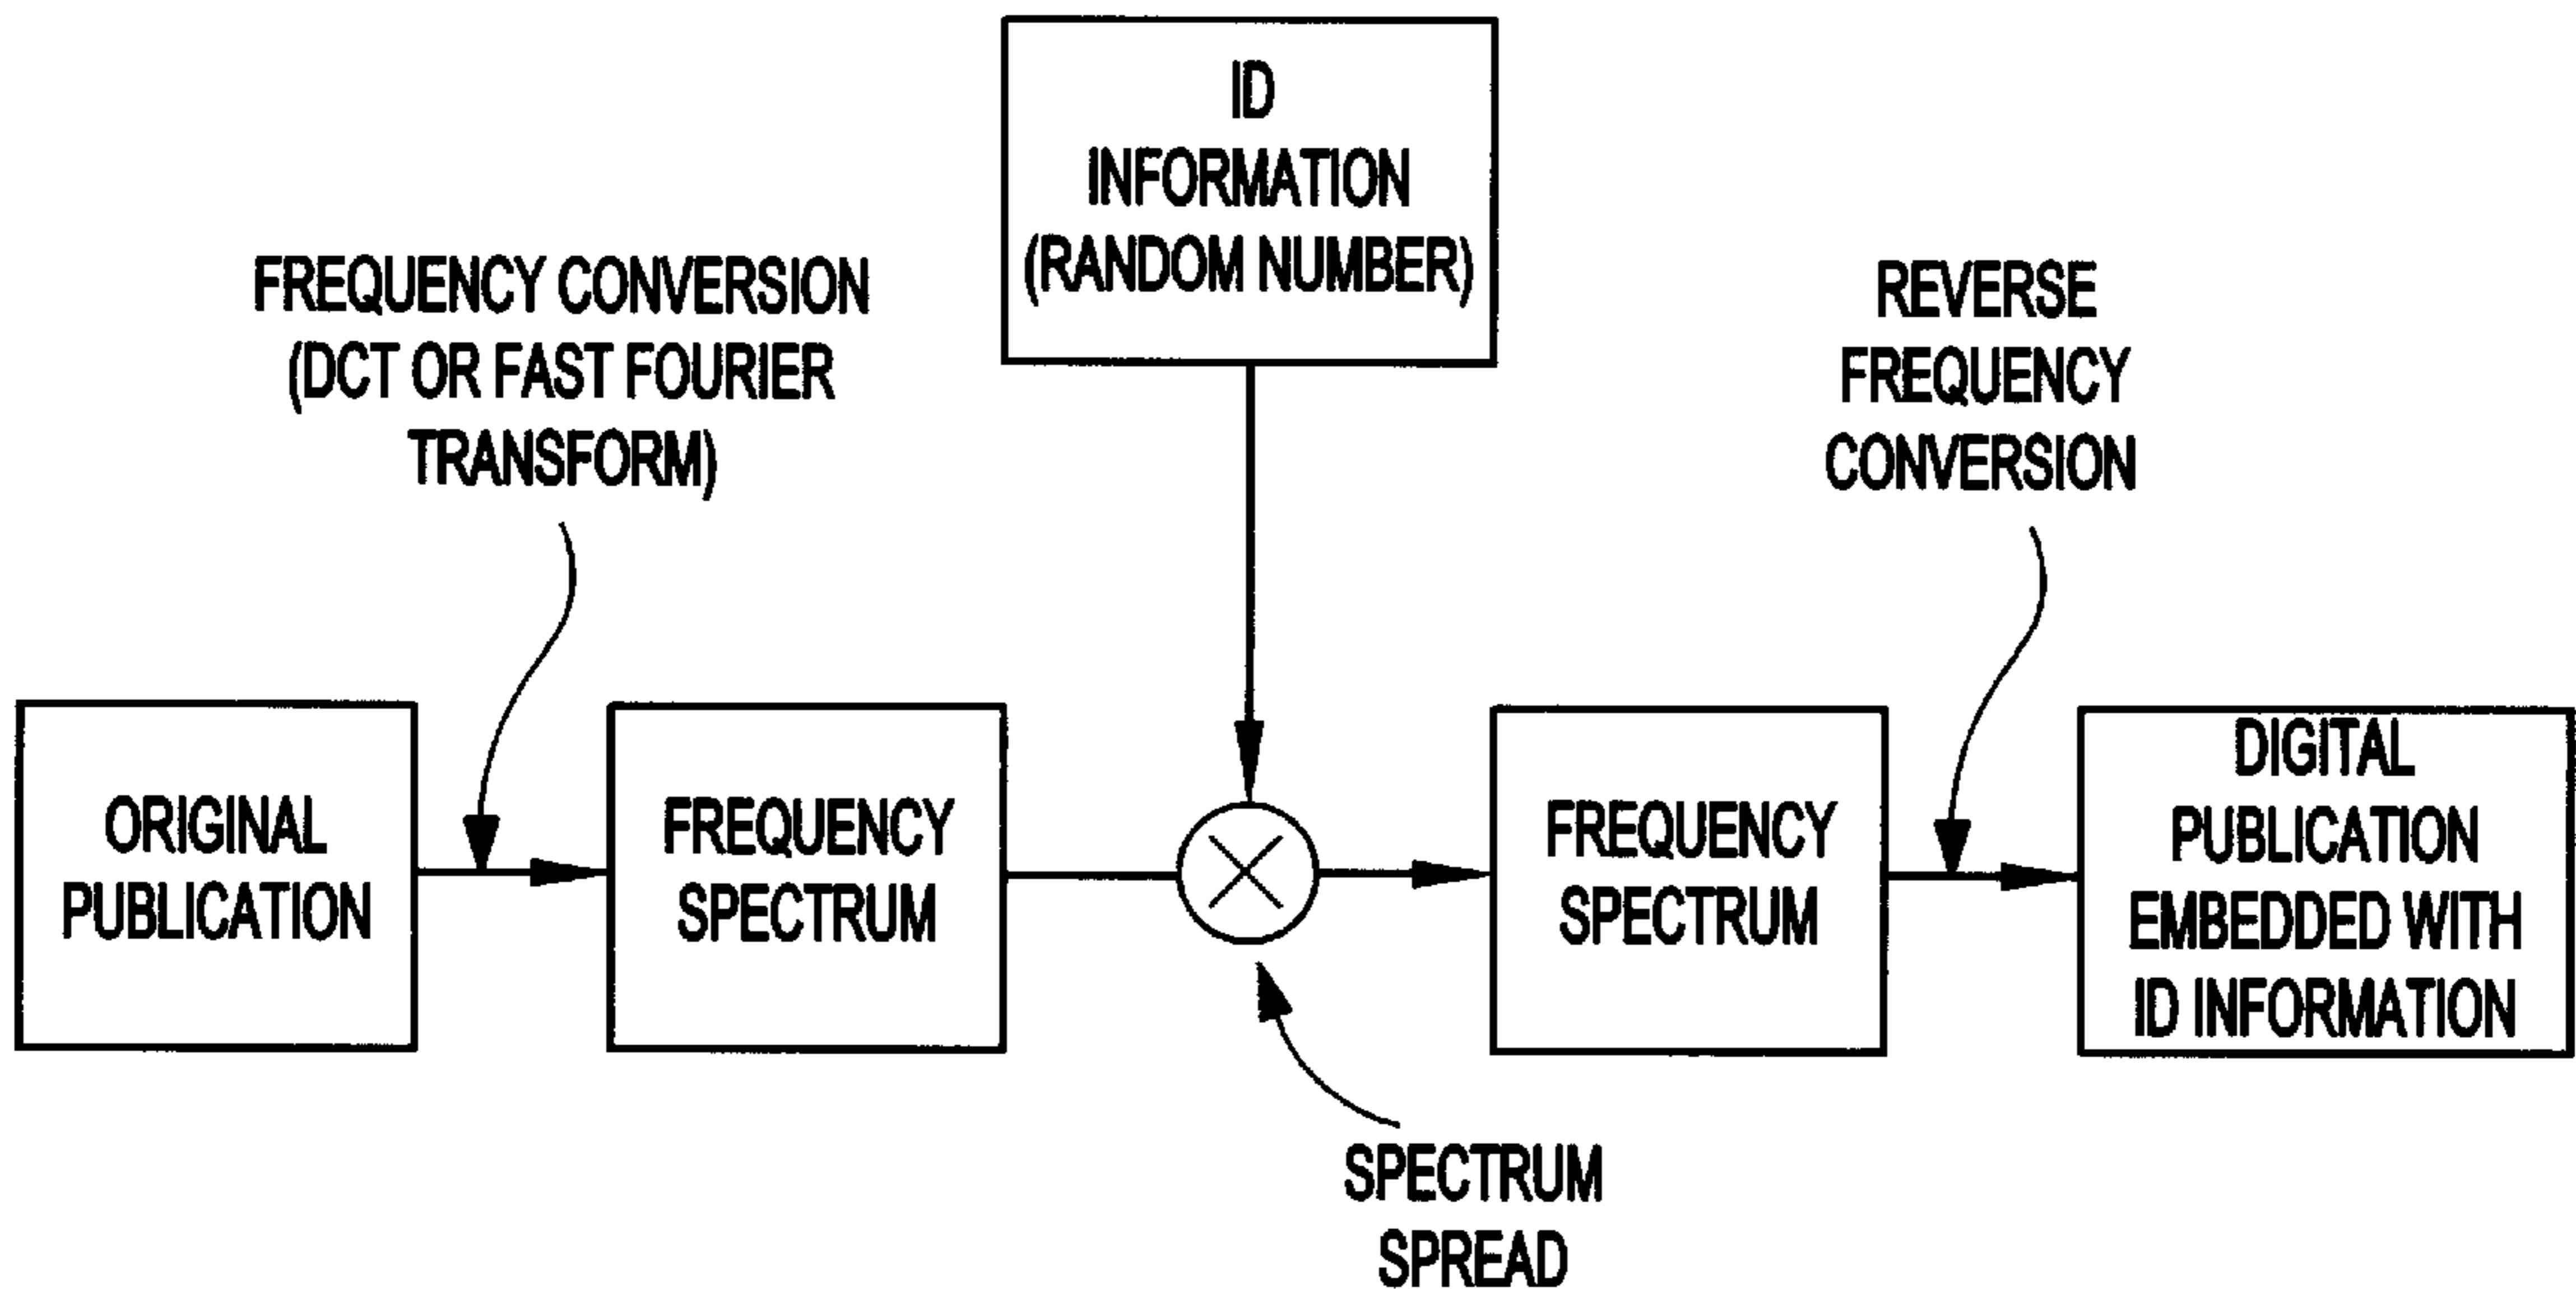 ID
INFORMATION
(RANDOM NUMBER)
FREQUENCY CONVERSION
(DCT OR FAST FOURIER
TRANSFORM)
REVERSE
FREQUENCY
CONVERSION
ORIGINAL
PUBLICATION
FREQUENCY
SPECTRUM
FREQUENCY
SPECTRUM
DIGITAL
PUBLICATION
EMBEDDED WITH
ID INFORMATION
SPECTRUM
SPREAD